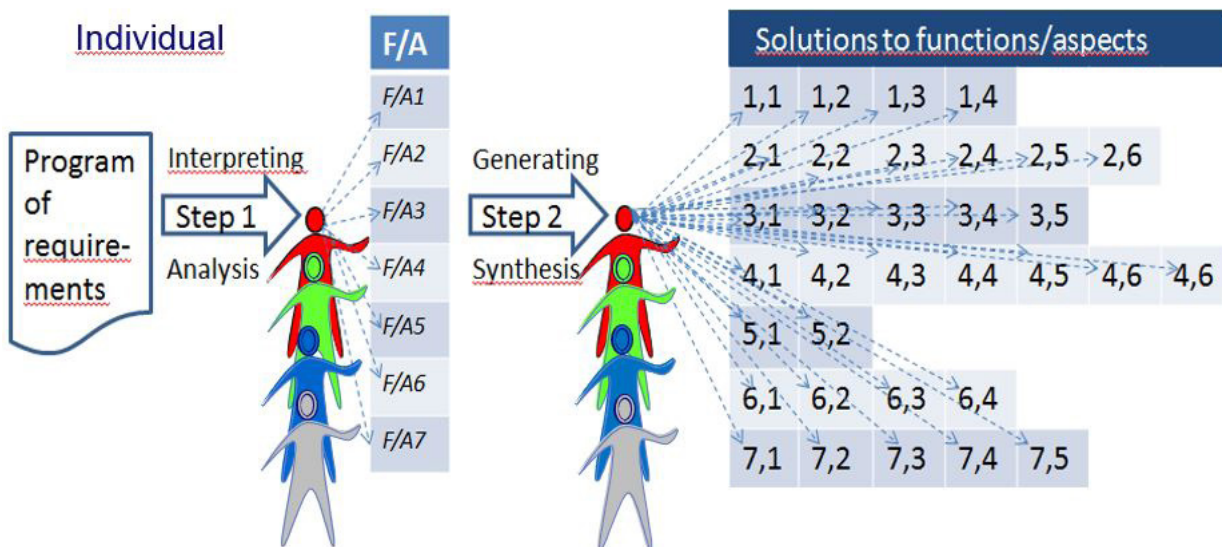 Individual
Program
of
require-
ments
Interpreting
Step 1
Analysis
F/A
F/A1
F/A2
F/A3
F/A4
F/A5
F/A6
F/A7
Generating
Step 2
Synthesis
Solutions to functions/aspects
1,1 1,2 1,3 1,4
2,1 2,2 2,3 2,4 2,5 2,6
3,1 3,2 3,3 3,4 3,5
4,1 4,2 4,3 4,4 4,5 4,6 4,6
5,1 5,2
6,1 6,2 6,3 6,4
7,1 7,2 7,3 7,4 7,5